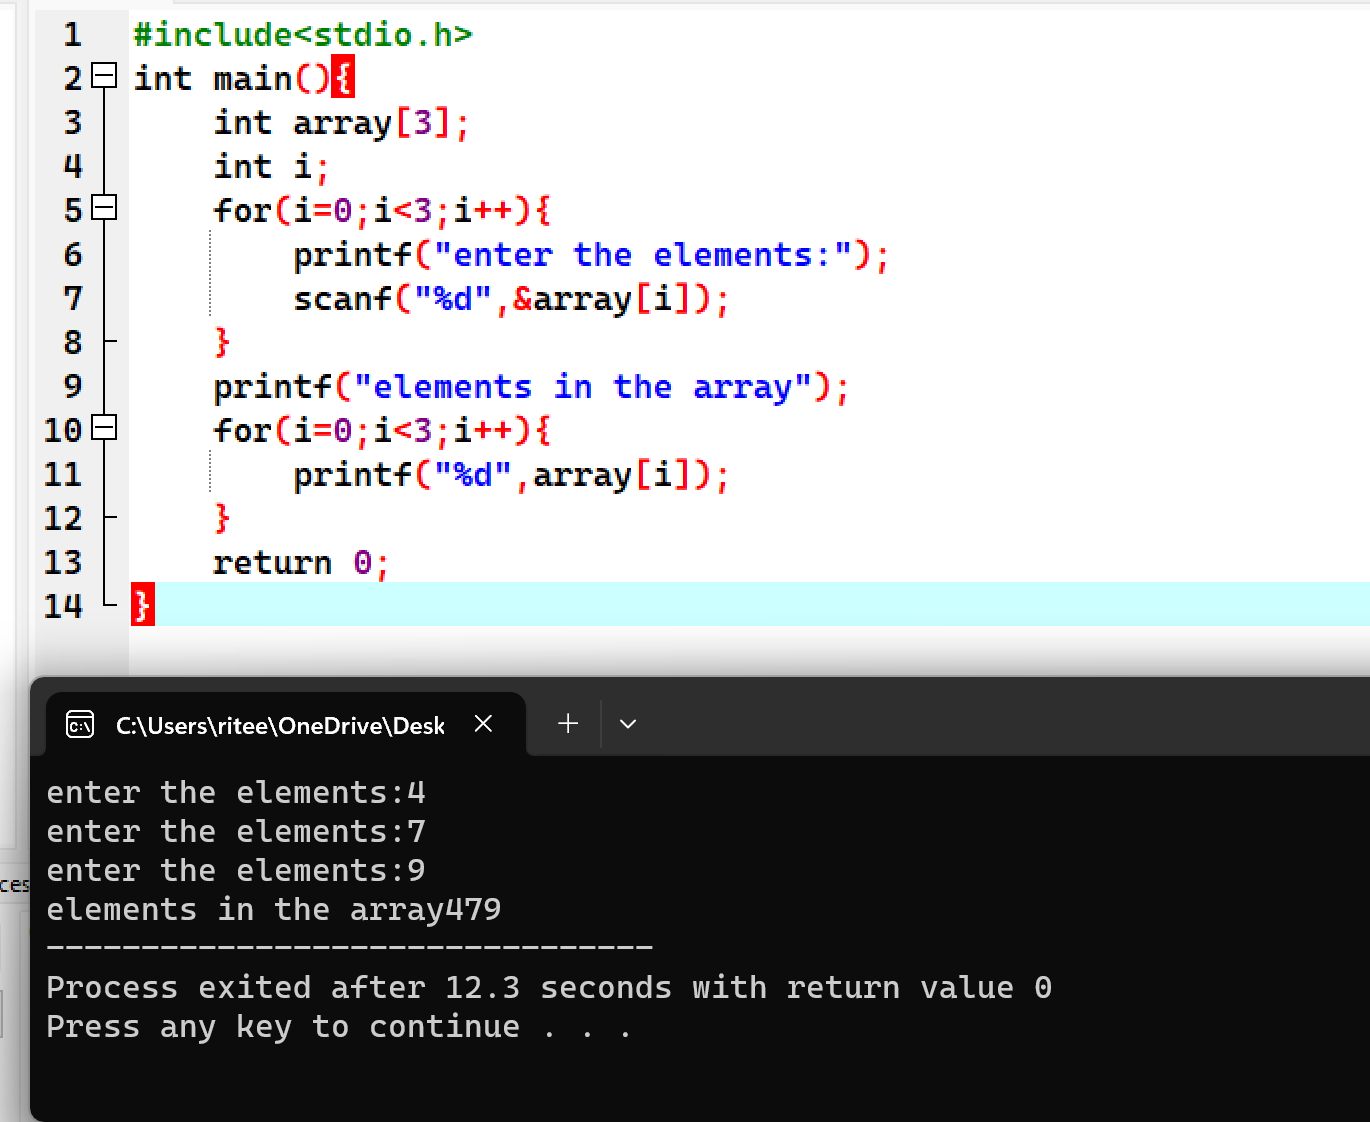 1 #include<stdio.h>
2 int main(){
3 int array[3];
4 int i;
5 for(i=0;i<3;i++){
6 printf("enter the elements:");
7 scanf("%d",&array[i]);
8 }
9 printf("elements in the array");
10 for(i=0;i<3;i++){
11 printf("%d",array[i]);
12 }
13 return 0;
14 }
C:\Users\ritee\OneDrive\Desk
ces
enter the elements:4
enter the elements:7
enter the elements:9
elements in the array479
--------------------------------
Process exited after 12.3 seconds with return value 0
Press any key to continue . . .